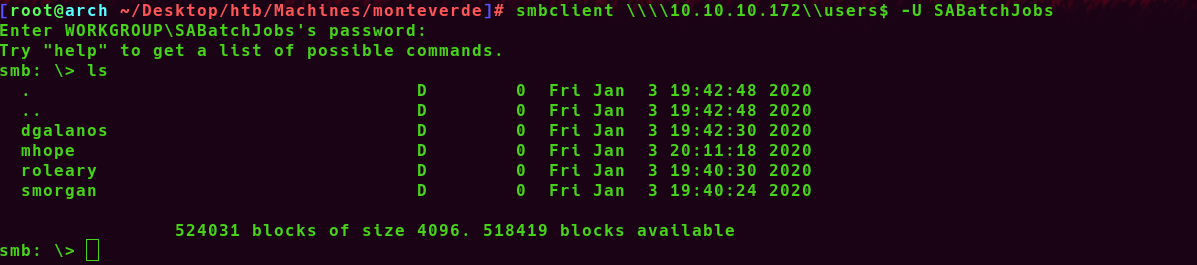 [root@arch ~/Desktop/htb/Machines/monteverde]# smbclient \\\\10.10.10.172\\users$ -U SABatchJobs
Enter WORKGROUP\SABatchJobs's password:
Try "help" to get a list of possible commands.
smb: \> ls
  .                                   D        0  Fri Jan  3 19:42:48 2020
  ..                                  D        0  Fri Jan  3 19:42:48 2020
  dgalanos                            D        0  Fri Jan  3 19:42:30 2020
  mhope                               D        0  Fri Jan  3 20:11:18 2020
  roleary                             D        0  Fri Jan  3 19:40:30 2020
  smorgan                             D        0  Fri Jan  3 19:40:24 2020
                524031 blocks of size 4096. 518419 blocks available
smb: \>